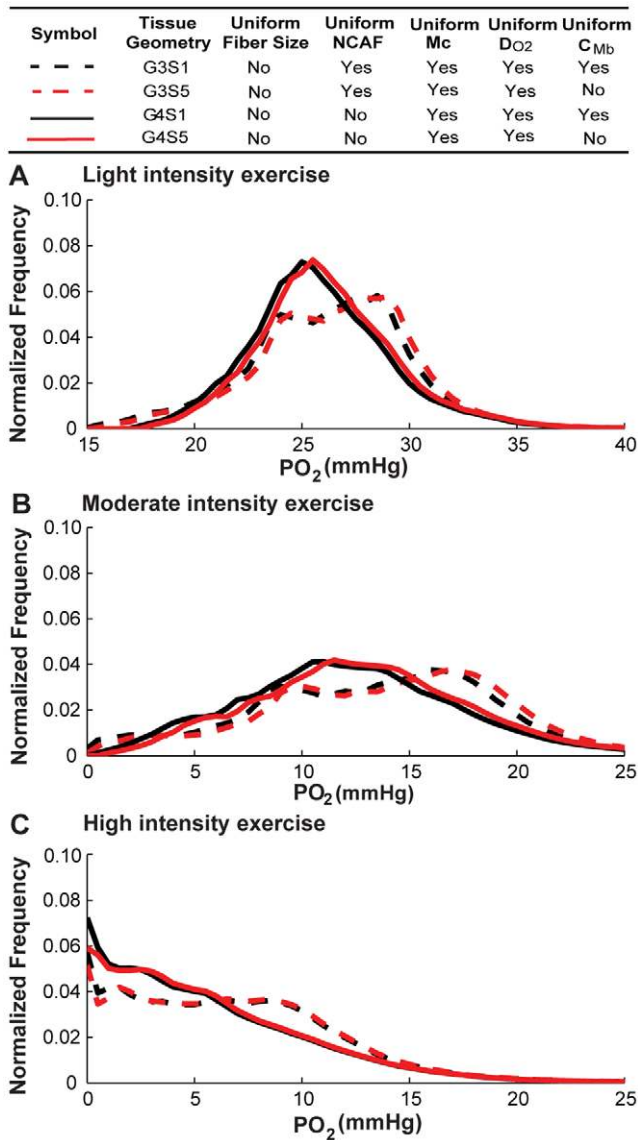 Symbol Tissue Geometry Uniform Fiber Size Uniform NCAF Uniform Mc Uniform DO2 Uniform CMb
G3S1 No Yes Yes Yes Yes
G3S5 No Yes Yes Yes No
G4S1 No No Yes Yes Yes
G4S5 No No Yes Yes No
A Light intensity exercise
Normalized Frequency
0.10
0.08
0.06
0.04
0.02
0
15 20 25 30 35 40
PO2 (mmHg)
B Moderate intensity exercise
Normalized Frequency
0.10
0.08
0.06
0.04
0.02
0
0 5 10 15 20 25
PO2 (mmHg)
C High intensity exercise
Normalized Frequency
0.10
0.08
0.06
0.04
0.02
0
0 5 10 15 20 25
PO2 (mmHg)